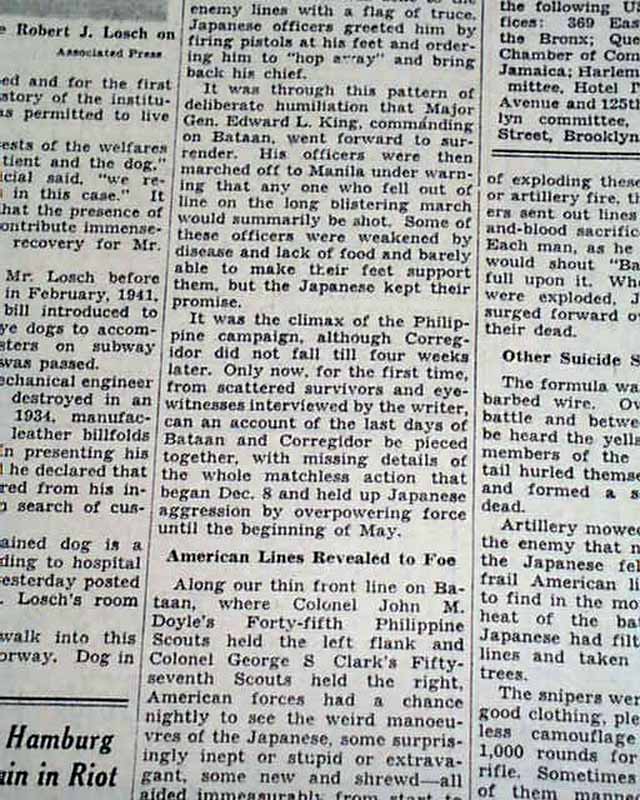 e Robert J. Losch on
Associated Press
ed and for the first
story of the institu-
as permitted to live
ests of the welfares
tient and the dog,"
icial said, "we re-
in this case." It
hat the presence of
ontribute immense-
recovery for Mr.
Mr. Losch before
in February, 1941,
bill introduced to
ye dogs to accom-
sters on subway
was passed.
echanical engineer
destroyed in an
1934, manufac-
leather billfolds
n presenting his
he declared that
red from his in-
search of cus-
ained dog is a
ding to hospital
esterday posted
. Losch's room
walk into this
orway. Dog in
Hamburg
ain in Riot
enemy lines with a flag of truce.
Japanese officers greeted him by
firing pistols at his feet and order-
ing him to "hop away" and bring
back his chief.
It was through this pattern of
deliberate humiliation that Major
Gen. Edward L. King, commanding
on Bataan, went forward to sur-
render. His officers were then
marched off to Manila under warn-
ing that any one who fell out of
line on the long blistering march
would summarily be shot. Some of
these officers were weakened by
disease and lack of food and barely
able to make their feet support
them, but the Japanese kept their
promise.
It was the climax of the Philip-
pine campaign, although Correg-
idor did not fall till four weeks
later. Only now, for the first time,
from scattered survivors and eye-
witnesses interviewed by the writer,
can an account of the last days of
Bataan and Corregidor be pieced
together, with missing details of
the whole matchless action that
began Dec. 8 and held up Japanese
aggression by overpowering force
until the beginning of May.
American Lines Revealed to Foe
Along our thin front line on Ba-
taan, where Colonel John M.
Doyle's Forty-fifth Philippine
Scouts held the left flank and
Colonel George S Clark's Fifty-
seventh Scouts held the right,
American forces had a chance
nightly to see the weird manoeu-
vres of the Japanese, some surpris-
ingly inept or stupid or extrava-
gant, some new and shrewd—all
aided immeasurably from start to
the following U
fices: 369 Eas
the Bronx; Que
Chamber of Com
Jamaica; Harlem
mittee, Hotel
Avenue and 125th
lyn committee,
Street, Brooklyn
of exploding these
or artillery fire, th
ers sent out lines
and-blood sacrific
Each man, as he
would shout "Ba
full upon it. Whe
were exploded, J
surged forward ov
their dead.
Other Suicide S
The formula wa
barbed wire. Ov
battle and betwe
be heard the yells
members of the
tail hurled themse
and formed a s
dead.
Artillery mowed
the enemy that n
the Japanese fel
frail American li
to find in the mo
heat of the bat
Japanese had filt
lines and taken
trees.
The snipers wer
good clothing, ple
less camouflage
1,000 rounds for
rifle. Sometimes
of them manned